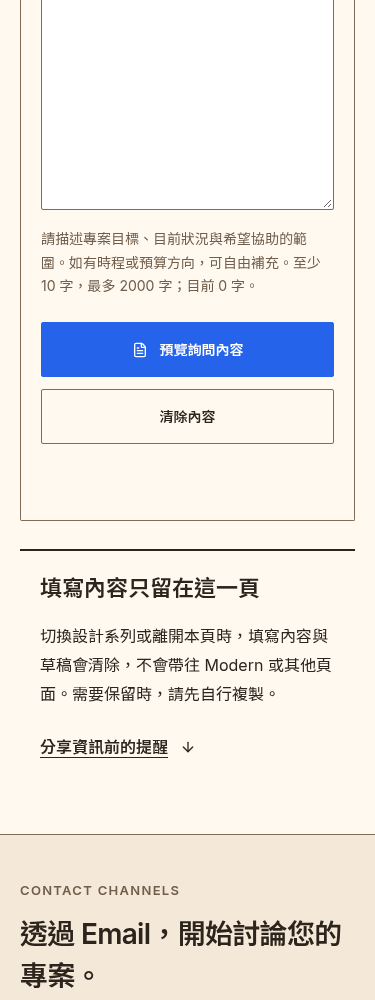 請描述專案目標、目前狀況與希望協助的範
圍。如有時程或預算方向，可自由補充。至少
10 字，最多 2000 字；目前 0 字。
預覽詢問內容
清除內容
填寫內容只留在這一頁
切換設計系列或離開本頁時，填寫內容與
草稿會清除，不會帶往 Modern 或其他頁
面。需要保留時，請先自行複製。
分享資訊前的提醒 ↓
CONTACT CHANNELS
透過 Email，開始討論您的
專案。